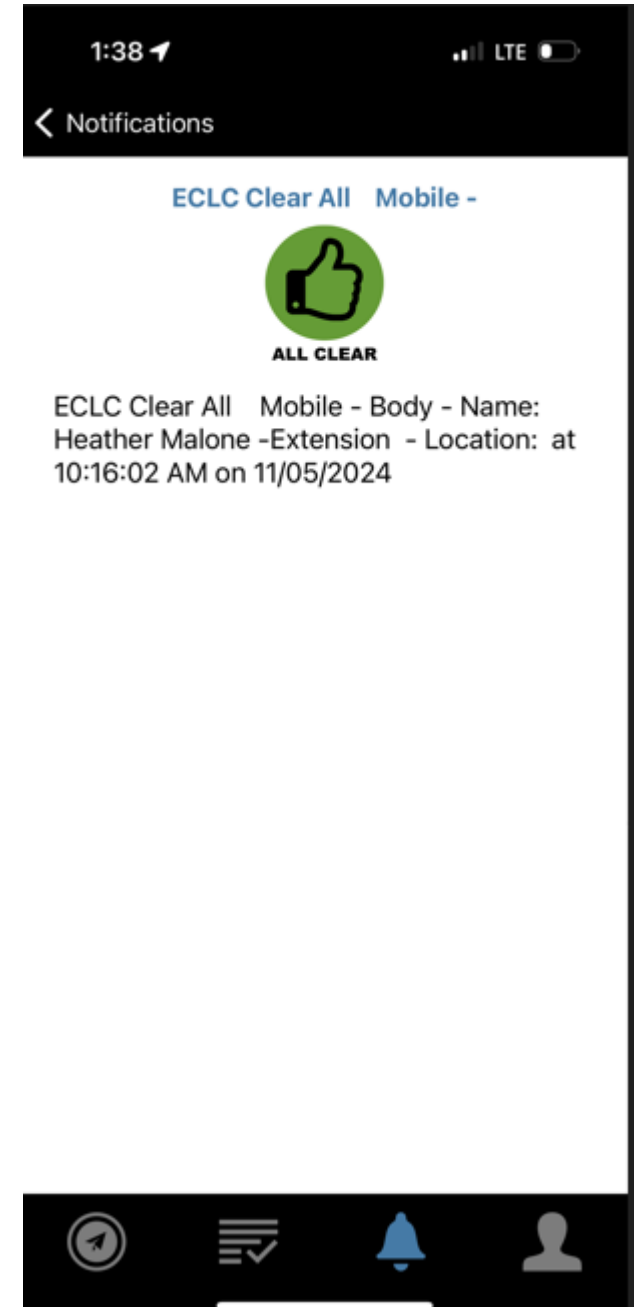 1:38 LTE
Notifications
ECLC Clear All   Mobile -
ALL CLEAR
ECLC Clear All   Mobile - Body - Name:
Heather Malone -Extension  - Location:  at
10:16:02 AM on 11/05/2024